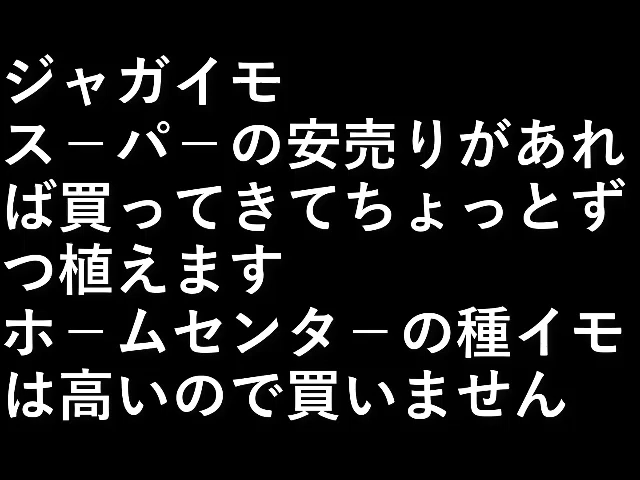 ジャガイモ
ス－パ－の安売りがあれ
ば買ってきてちょっとず
つ植えます
ホ－ムセンタ－の種イモ
は高いので買いません